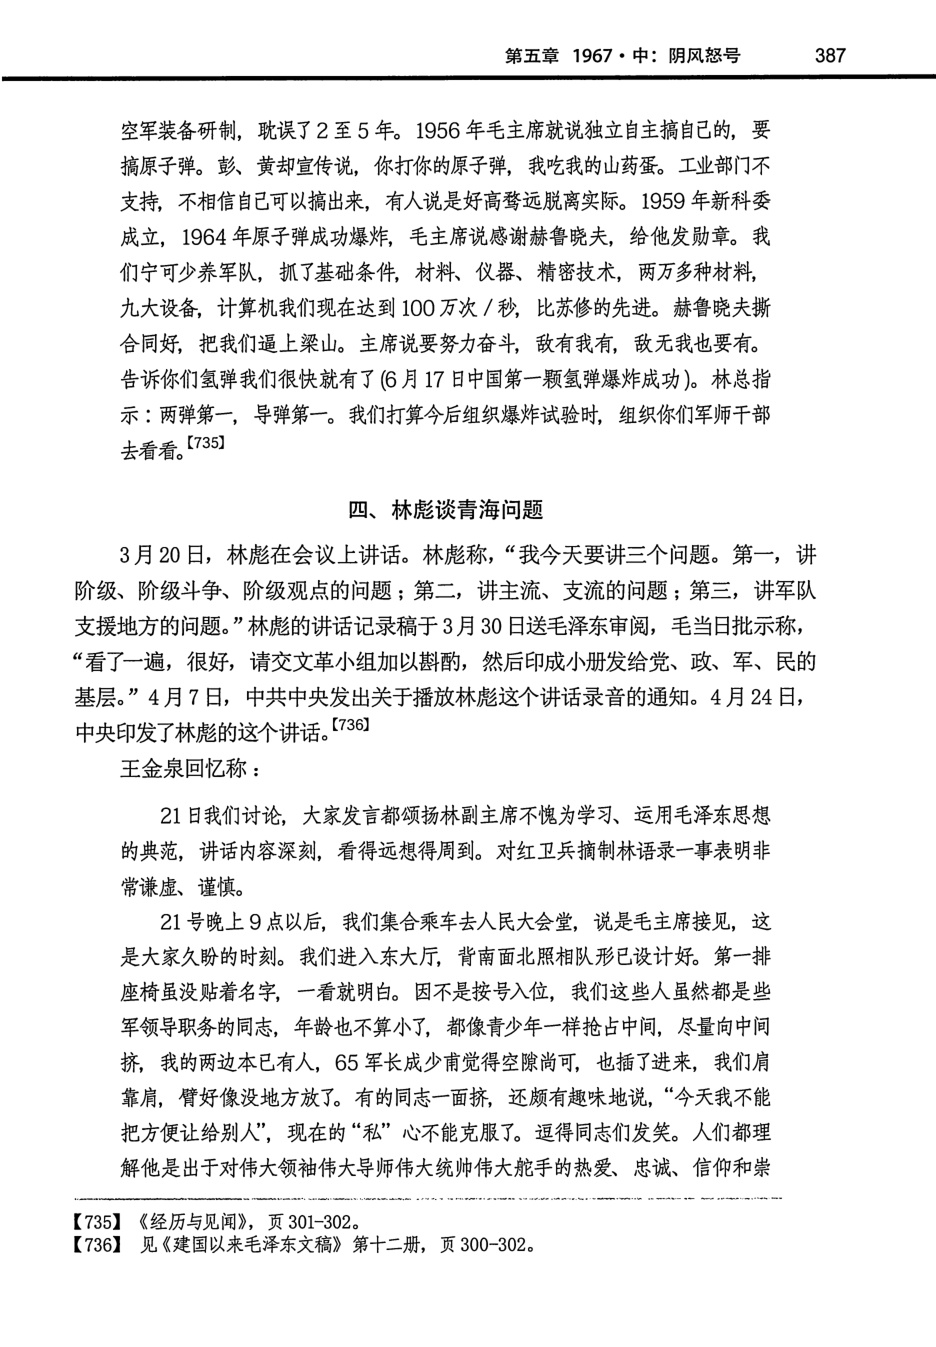 第五章 1967·中：阴风怒号 387
空军装备研制，耽误了2至5年。1956年毛主席就说独立自主搞自己的，要
搞原子弹。彭、黄却宣传说，你打你的原子弹，我吃我的山药蛋。工业部门不
支持，不相信自己可以搞出来，有人说是好高骛远脱离实际。1959年新科委
成立，1964年原子弹成功爆炸，毛主席说感谢赫鲁晓夫，给他发勋章。我
们宁可少养军队，抓了基础条件，材料、仪器、精密技术，两万多种材料，
九大设备，计算机我们现在达到100万次／秒，比苏修的先进。赫鲁晓夫撕
合同好，把我们逼上梁山。主席说要努力奋斗，敌有我有，敌无我也要有。
告诉你们氢弹我们很快就有了(6月17日中国第一颗氢弹爆炸成功)。林总指
示：两弹第一，导弹第一。我们打算今后组织爆炸试验时，组织你们军师干部
去看看。【735】
四、林彪谈青海问题
3月20日，林彪在会议上讲话。林彪称，“我今天要讲三个问题。第一，讲
阶级、阶级斗争、阶级观点的问题；第二，讲主流、支流的问题；第三，讲军队
支援地方的问题。”林彪的讲话记录稿于3月30日送毛泽东审阅，毛当日批示称，
“看了一遍，很好，请交文革小组加以斟酌，然后印成小册发给党、政、军、民的
基层。”4月7日，中共中央发出关于播放林彪这个讲话录音的通知。4月24日，
中央印发了林彪的这个讲话。【736】
王金泉回忆称：
21日我们讨论，大家发言都颂扬林副主席不愧为学习、运用毛泽东思想
的典范，讲话内容深刻，看得远想得周到。对红卫兵摘制林语录一事表明非
常谦虚、谨慎。
21号晚上9点以后，我们集合乘车去人民大会堂，说是毛主席接见，这
是大家久盼的时刻。我们进入东大厅，背南面北照相队形已设计好。第一排
座椅虽没贴着名字，一看就明白。因不是按号入位，我们这些人虽然都是些
军领导职务的同志，年龄也不算小了，都像青少年一样抢占中间，尽量向中间
挤，我的两边本已有人，65军长成少甫觉得空隙尚可，也插了进来，我们肩
靠肩，臂好像没地方放了。有的同志一面挤，还颇有趣味地说，“今天我不能
把方便让给别人”，现在的“私”心不能克服了。逗得同志们发笑。人们都理
解他是出于对伟大领袖伟大导师伟大统帅伟大舵手的热爱、忠诚、信仰和崇
【735】《经历与见闻》，页301-302。
【736】 见《建国以来毛泽东文稿》第十二册，页300-302。